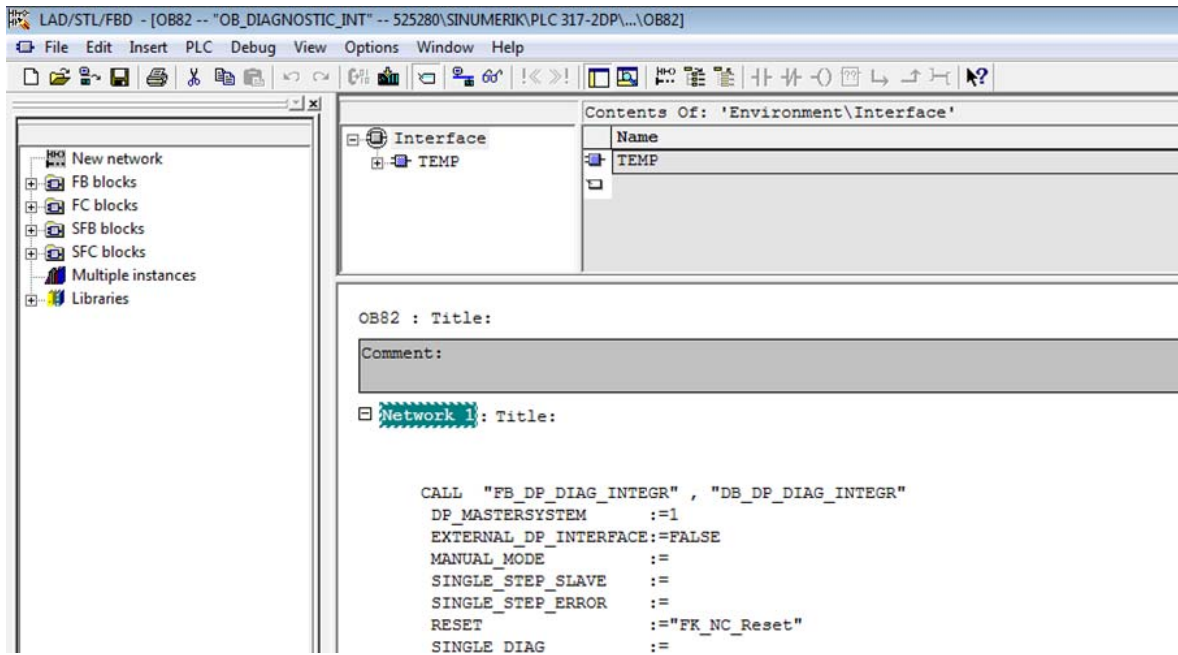 LAD/STL/FBD - [OB82 -- "OB_DIAGNOSTIC_INT" -- 525280\SINUMERIK\PLC 317-2DP\...\OB82]
File Edit Insert PLC Debug View Options Window Help
New network
FB blocks
FC blocks
SFB blocks
SFC blocks
Multiple instances
Libraries
Interface
TEMP
Contents Of: 'Environment\Interface'
Name
TEMP
OB82 : Title:
Comment:
Network 1: Title:
CALL "FB_DP_DIAG_INTEGR" , "DB_DP_DIAG_INTEGR"
DP_MASTERSYSTEM :=1
EXTERNAL_DP_INTERFACE:=FALSE
MANUAL_MODE :=
SINGLE_STEP_SLAVE :=
SINGLE_STEP_ERROR :=
RESET :="FK_NC_Reset"
SINGLE_DIAG :=